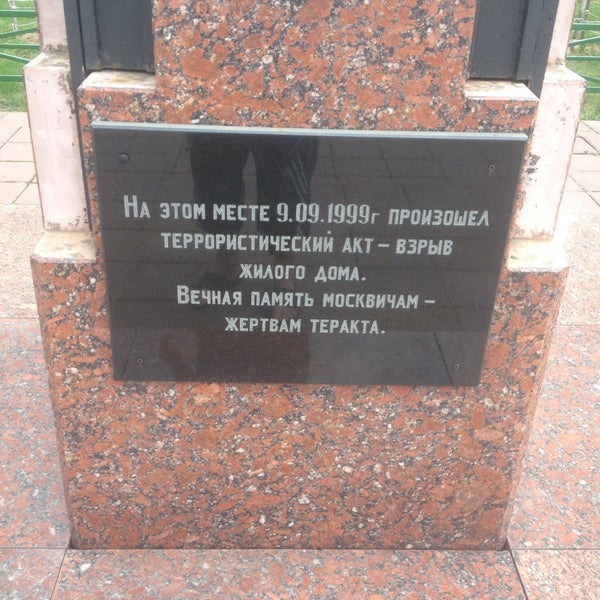 На этом месте 9.09.1999г произошел
террористический акт – взрыв
жилого дома.
Вечная память москвичам –
жертвам теракта.